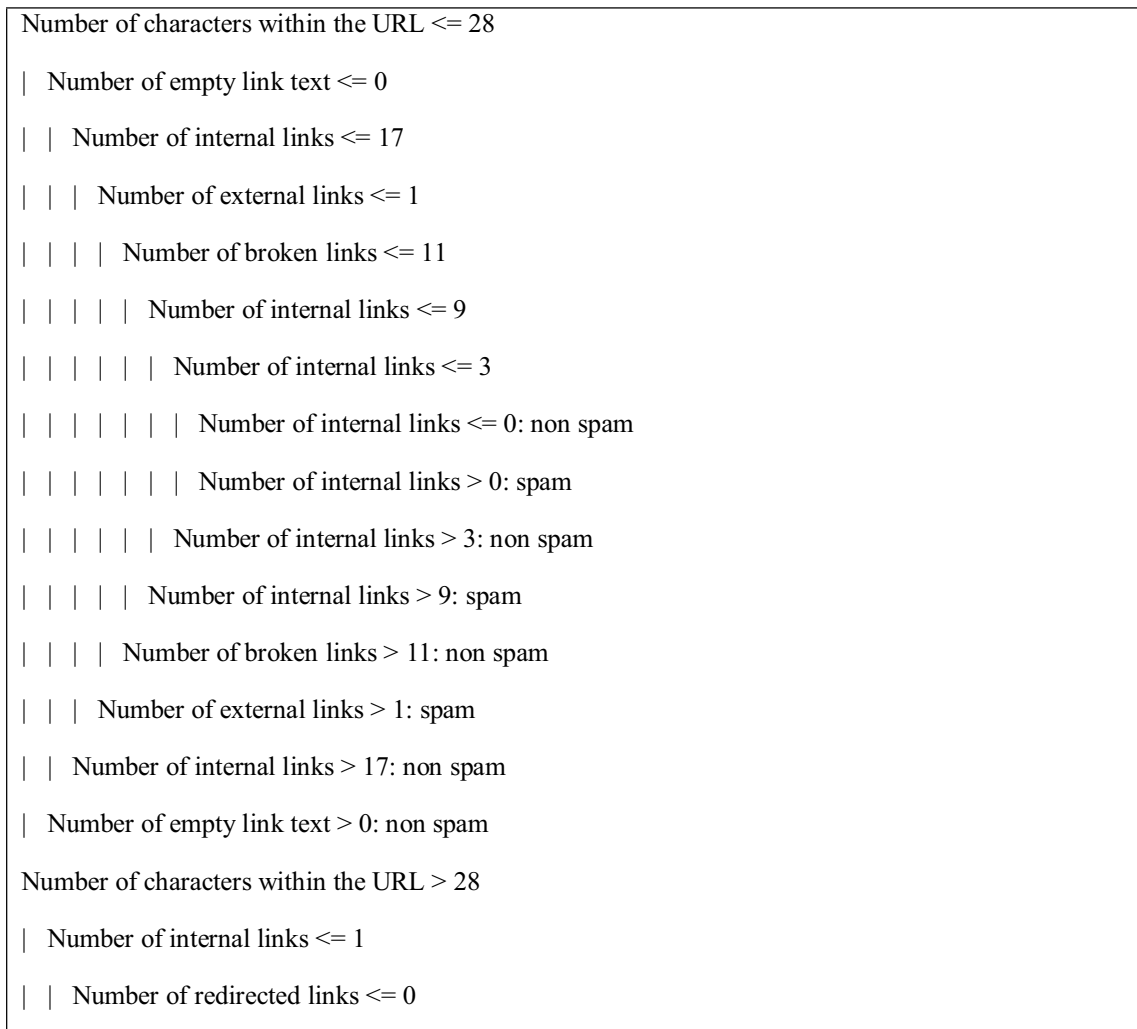 Number of characters within the URL <= 28
| Number of empty link text <= 0
| | Number of internal links <= 17
| | | Number of external links <= 1
| | | | Number of broken links <= 11
| | | | | Number of internal links <= 9
| | | | | | Number of internal links <= 3
| | | | | | | Number of internal links <= 0: non spam
| | | | | | | Number of internal links > 0: spam
| | | | | | Number of internal links > 3: non spam
| | | | | Number of internal links > 9: spam
| | | | Number of broken links > 11: non spam
| | | Number of external links > 1: spam
| | Number of internal links > 17: non spam
| Number of empty link text > 0: non spam
Number of characters within the URL > 28
| Number of internal links <= 1
| | Number of redirected links <= 0